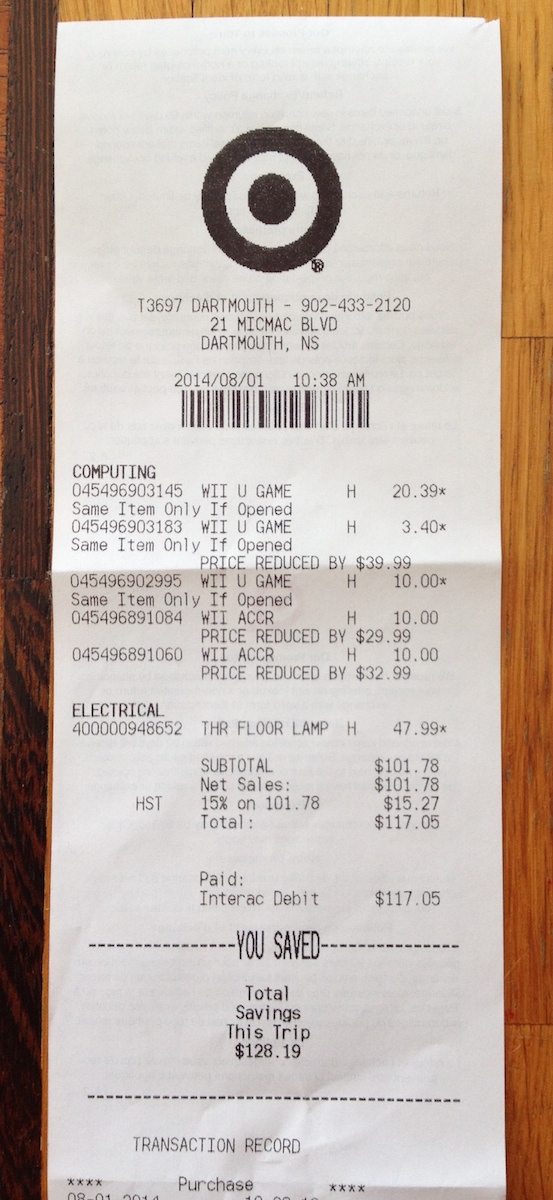 T3697 DARTMOUTH - 902-433-2120
21 MICMAC BLVD
DARTMOUTH, NS
2014/08/01 10:38 AM
COMPUTING
045496903145 WII U GAME H 20.39*
Same Item Only If Opened
045496903183 WII U GAME H 3.40*
Same Item Only If Opened
PRICE REDUCED BY $39.99
045496902995 WII U GAME H 10.00*
Same Item Only If Opened
045496891084 WII ACCR H 10.00
PRICE REDUCED BY $29.99
045496891060 WII ACCR H 10.00
PRICE REDUCED BY $32.99
ELECTRICAL
400000948652 THR FLOOR LAMP H 47.99*
SUBTOTAL $101.78
Net Sales: $101.78
HST 15% on 101.78 $15.27
Total: $117.05
Paid:
Interac Debit $117.05
YOU SAVED
Total
Savings
This Trip
$128.19
TRANSACTION RECORD
**** Purchase ****
08-01-2014